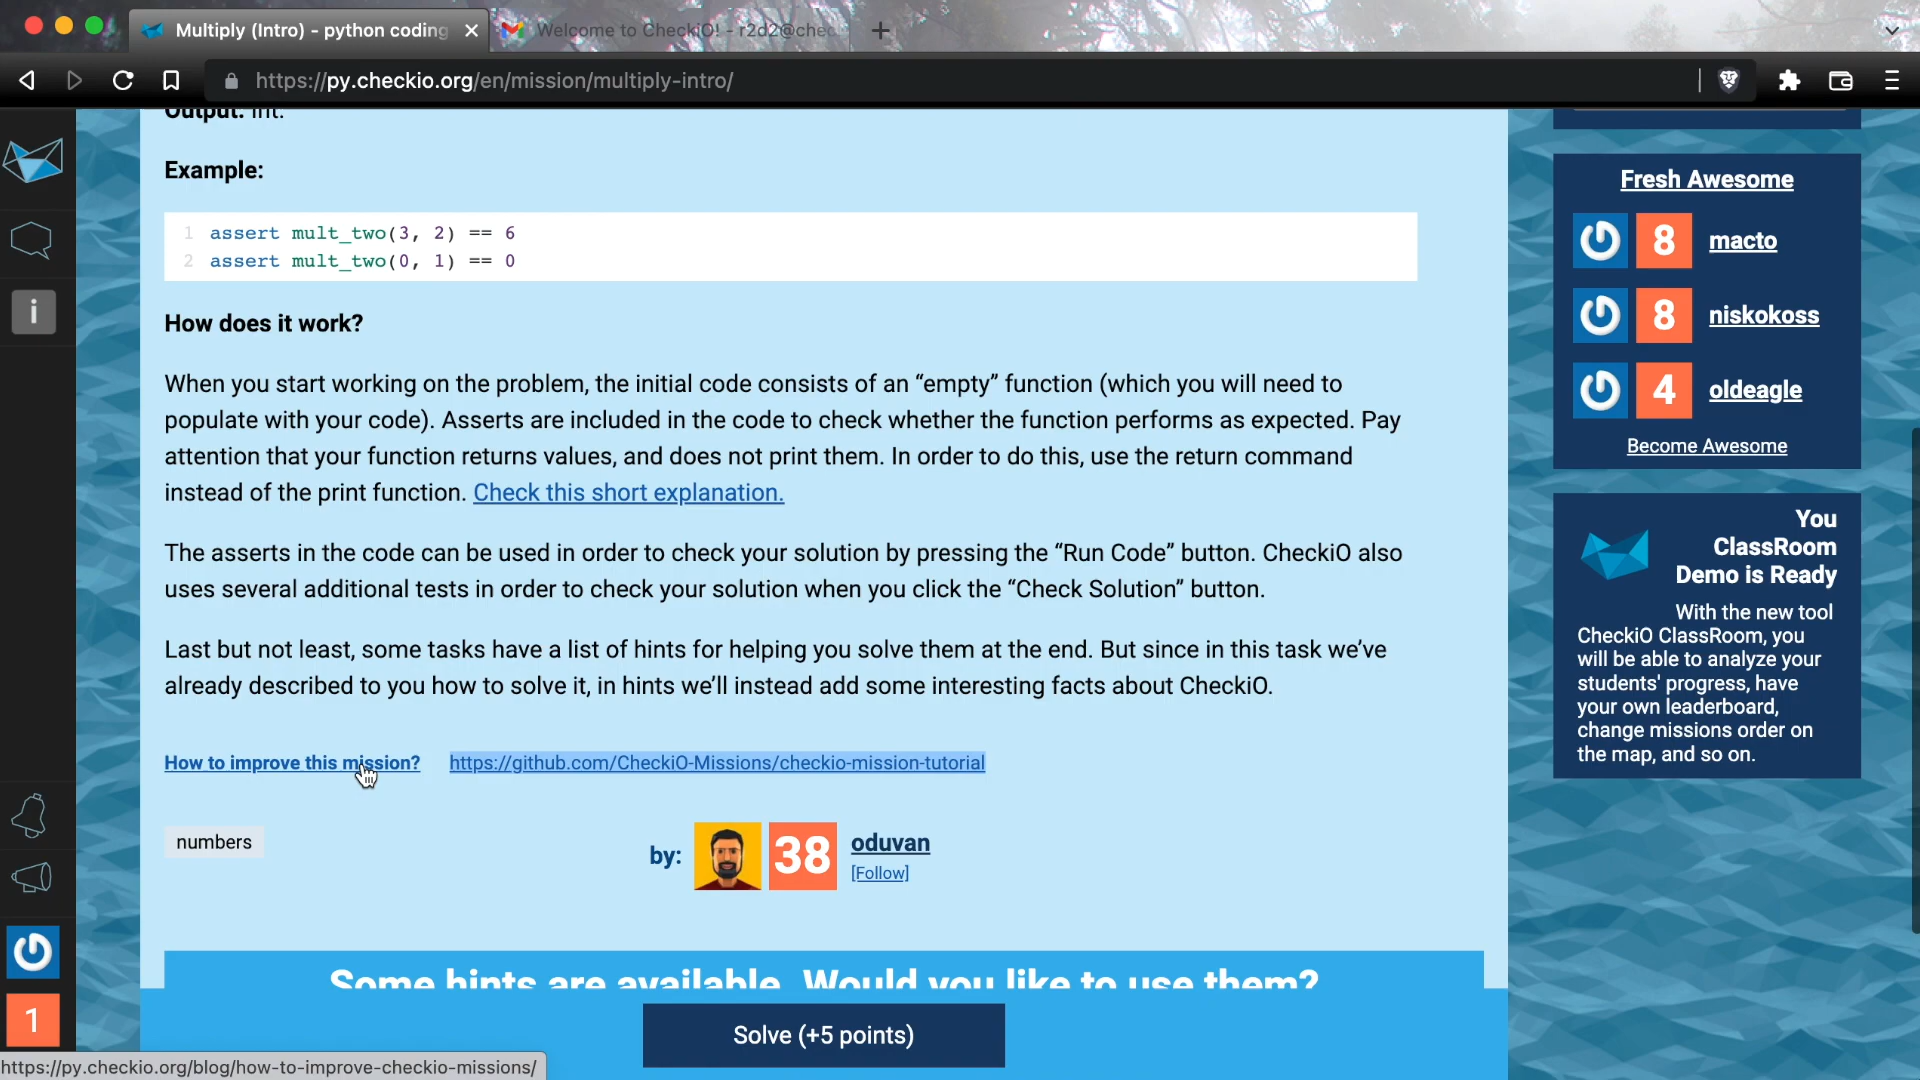 Multiply (Intro) - python coding
Welcome to CheckiO! - r2d2@chec
https://py.checkio.org/en/mission/multiply-intro/
Output: Int.
Example:
1 assert mult_two(3, 2) == 6
2 assert mult_two(0, 1) == 0
How does it work?
When you start working on the problem, the initial code consists of an “empty” function (which you will need to
populate with your code). Asserts are included in the code to check whether the function performs as expected. Pay
attention that your function returns values, and does not print them. In order to do this, use the return command
instead of the print function. Check this short explanation.
The asserts in the code can be used in order to check your solution by pressing the “Run Code” button. CheckiO also
uses several additional tests in order to check your solution when you click the “Check Solution” button.
Last but not least, some tasks have a list of hints for helping you solve them at the end. But since in this task we’ve
already described to you how to solve it, in hints we’ll instead add some interesting facts about CheckiO.
How to improve this mission? https://github.com/CheckiO-Missions/checkio-mission-tutorial
numbers
by: 38 oduvan
[Follow]
Some hints are available. Would you like to use them?
Solve (+5 points)
Fresh Awesome
8 macto
8 niskokoss
4 oldeagle
Become Awesome
You
ClassRoom
Demo is Ready
With the new tool
CheckiO ClassRoom, you
will be able to analyze your
students' progress, have
your own leaderboard,
change missions order on
the map, and so on.
i
1
https://py.checkio.org/blog/how-to-improve-checkio-missions/